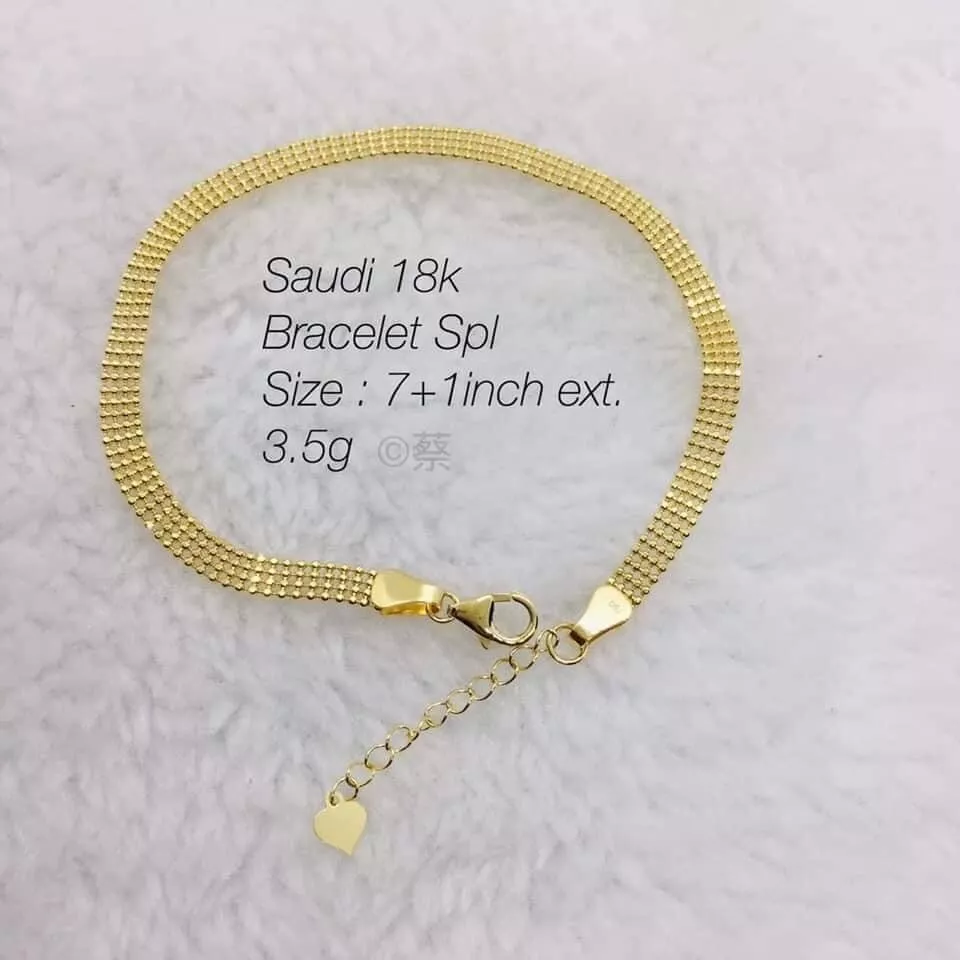 Saudi 18k
Bracelet Spl
Size : 7+1inch ext.
3.5g ©蔡